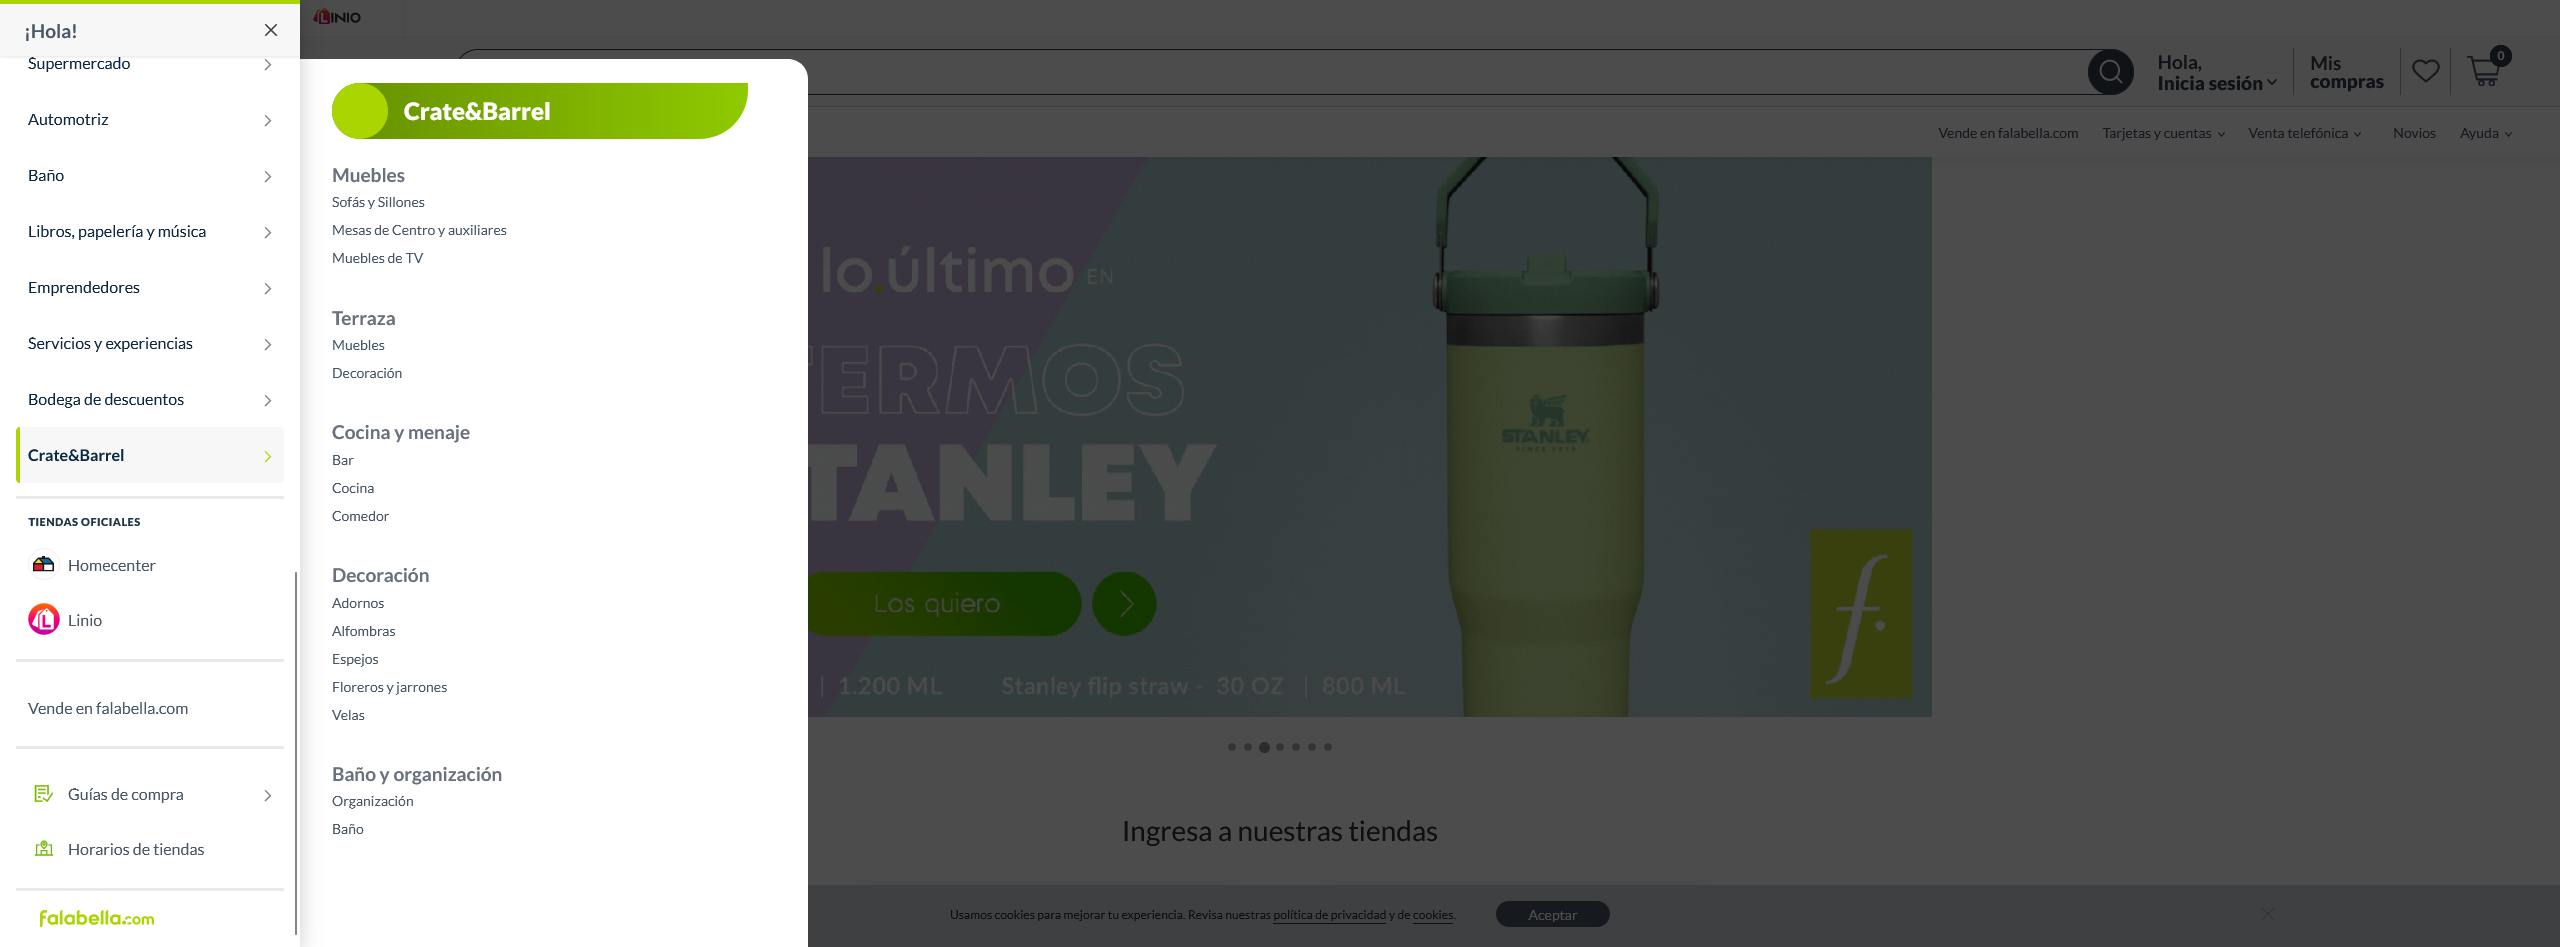 ¡Hola!
Supermercado
Automotriz
Baño
Libros, papelería y música
Emprendedores
Servicios y experiencias
Bodega de descuentos
Crate&Barrel
TIENDAS OFICIALES
Homecenter
Linio
Vende en falabella.com
Guías de compra
Horarios de tiendas
falabella.com
Crate&Barrel
Muebles
Sofás y Sillones
Mesas de Centro y auxiliares
Muebles de TV
Terraza
Muebles
Decoración
Cocina y menaje
Bar
Cocina
Comedor
Decoración
Adornos
Alfombras
Espejos
Floreros y jarrones
Velas
Baño y organización
Organización
Baño
LINIO
Hola,
Inicia sesión
Mis
compras
0
Vende en falabella.com
Tarjetas y cuentas
Venta telefónica
Novios
Ayuda
lo.último EN
TERMOS
TANLEY
Los quiero
| 1.200 ML Stanley flip straw - 30 OZ | 800 ML
STANLEY
SINCE 1913
f.
Ingresa a nuestras tiendas
Usamos cookies para mejorar tu experiencia. Revisa nuestras política de privacidad y de cookies.
Aceptar